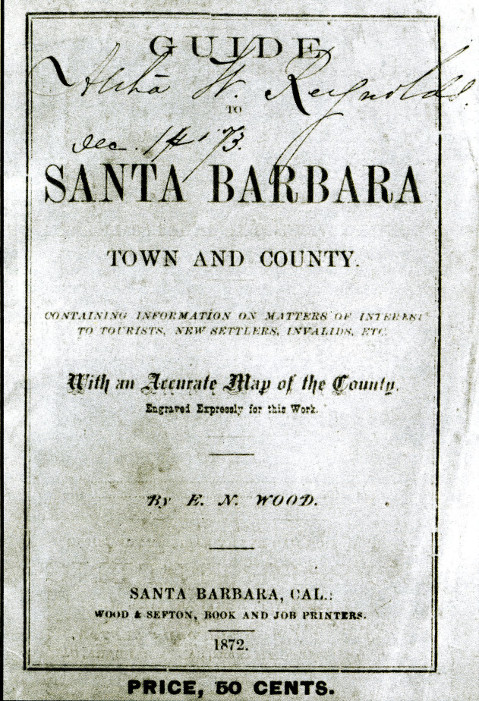 GUIDE
W. Reynolds.
TO
Dec. 14 '73.
SANTA BARBARA
TOWN AND COUNTY.
CONTAINING INFORMATION ON MATTERS OF INTEREST
TO TOURISTS, NEW SETTLERS, INVALIDS, ETC.
With an Accurate Map of the County.
Engraved Expressly for this Work.
By E. N. WOOD.
SANTA BARBARA, CAL.:
WOOD & SEFTON, BOOK AND JOB PRINTERS.
1872.
PRICE, 50 CENTS.